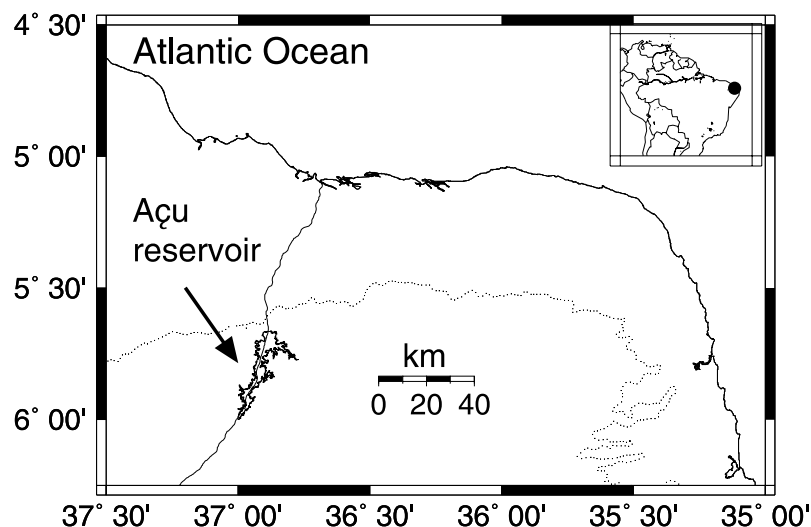 4° 30'
Atlantic Ocean
5° 00'
Açu
reservoir
5° 30'
km
0 20 40
6° 00'
37° 30' 37° 00' 36° 30' 36° 00' 35° 30' 35° 00'